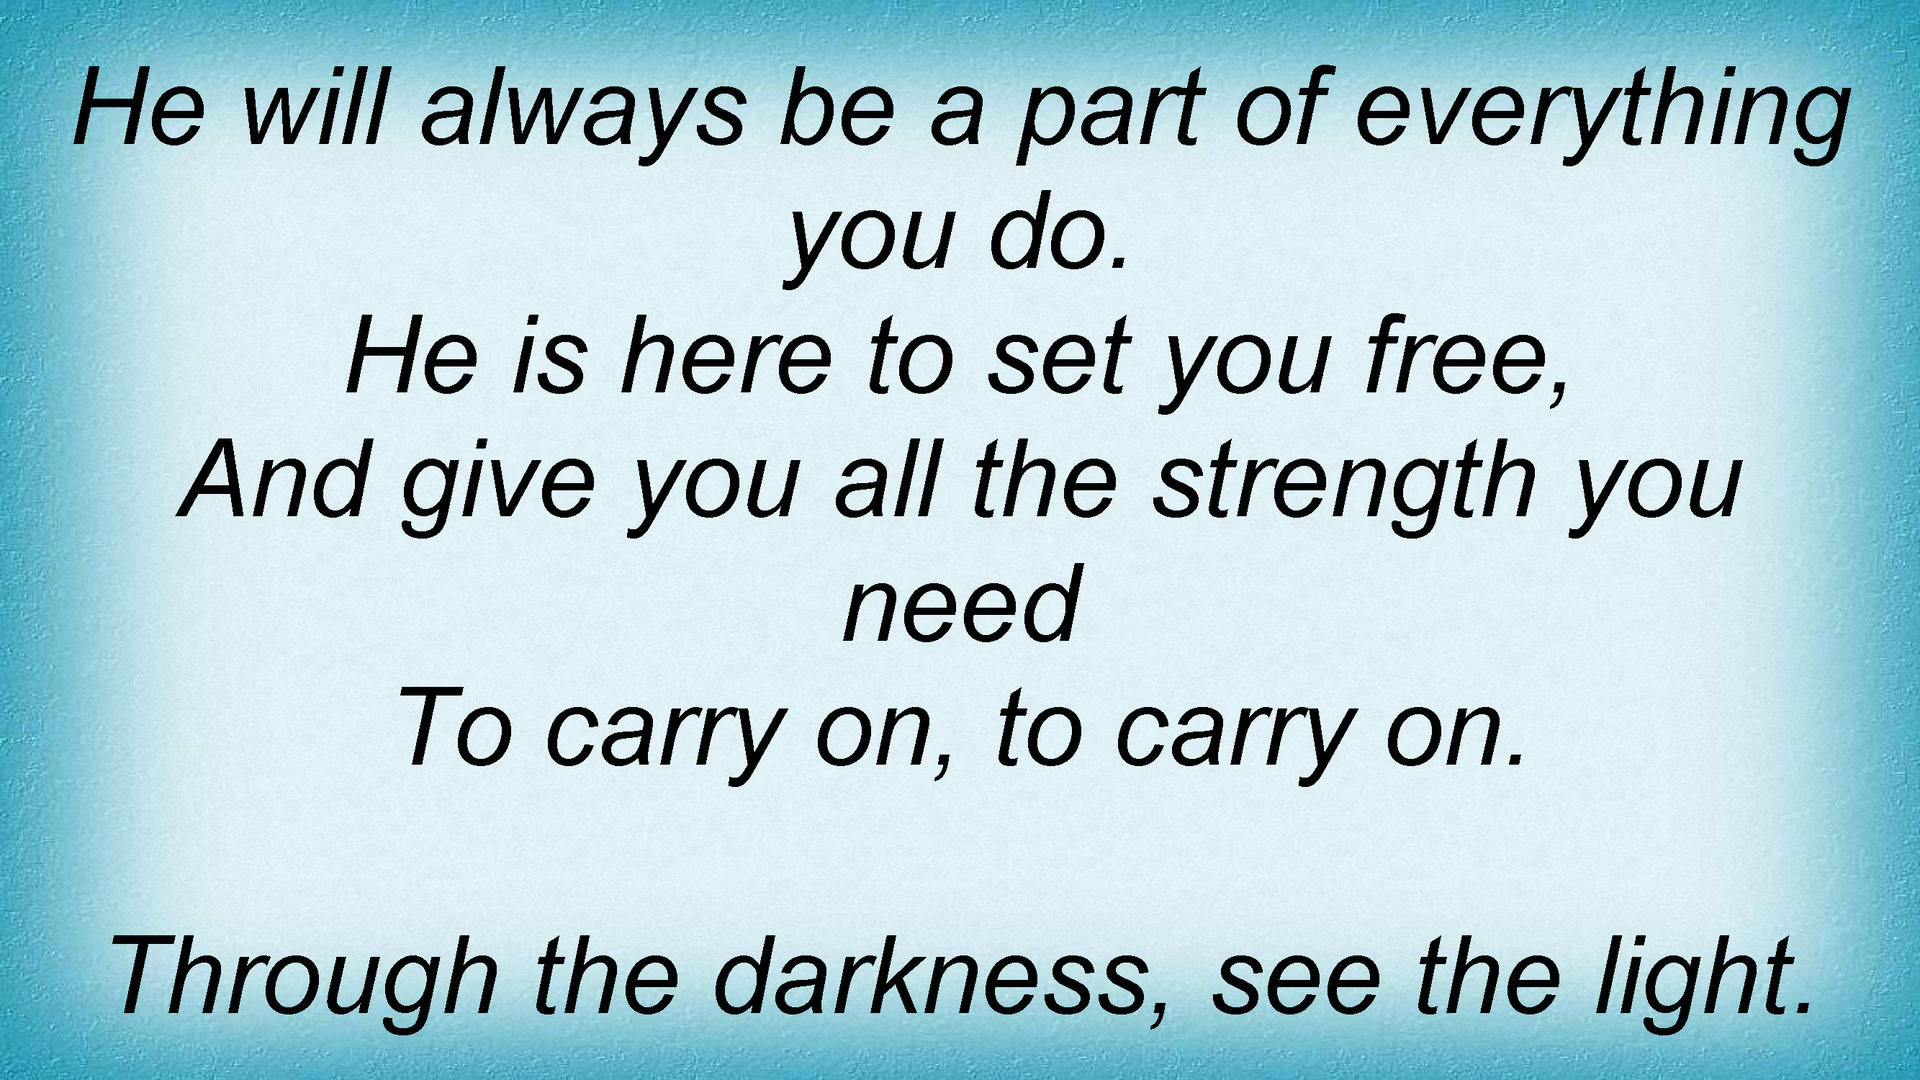 He will always be a part of everything
you do.
He is here to set you free,
And give you all the strength you
need
To carry on, to carry on.
Through the darkness, see the light.